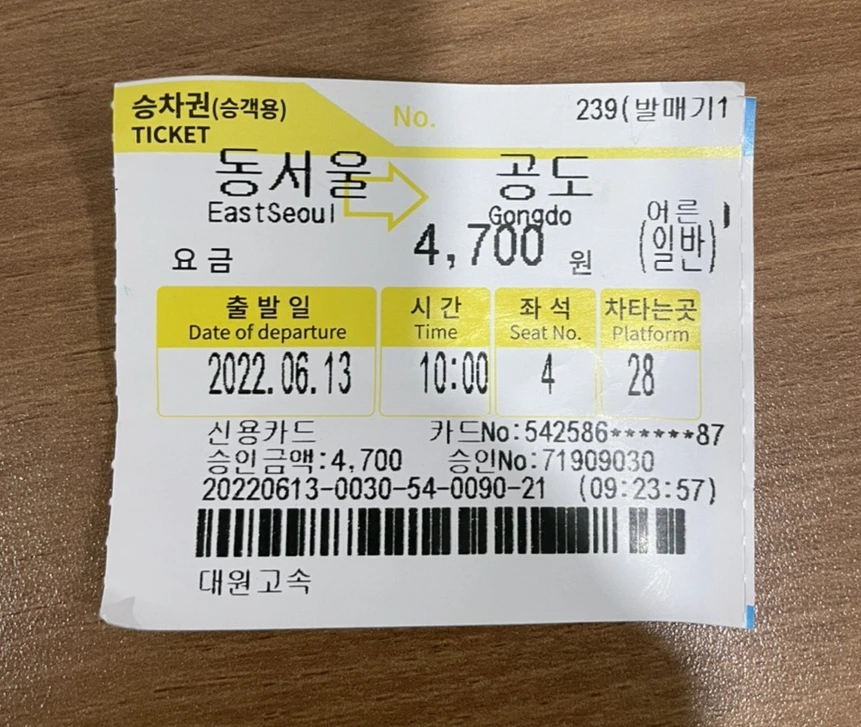 승차권(승객용) No. 239(발매기1
TICKET
동서울 공도
EastSeoul Gongdo 어른
요금 4,700 원 (일반)
출발일 시간 좌석 차타는곳
Date of departure Time Seat No. Platform
2022.06.13 10:00 4 28
신용카드 카드No:542586******87
승인금액:4,700 승인No:71909030
20220613-0030-54-0090-21 (09:23:57)
대원고속